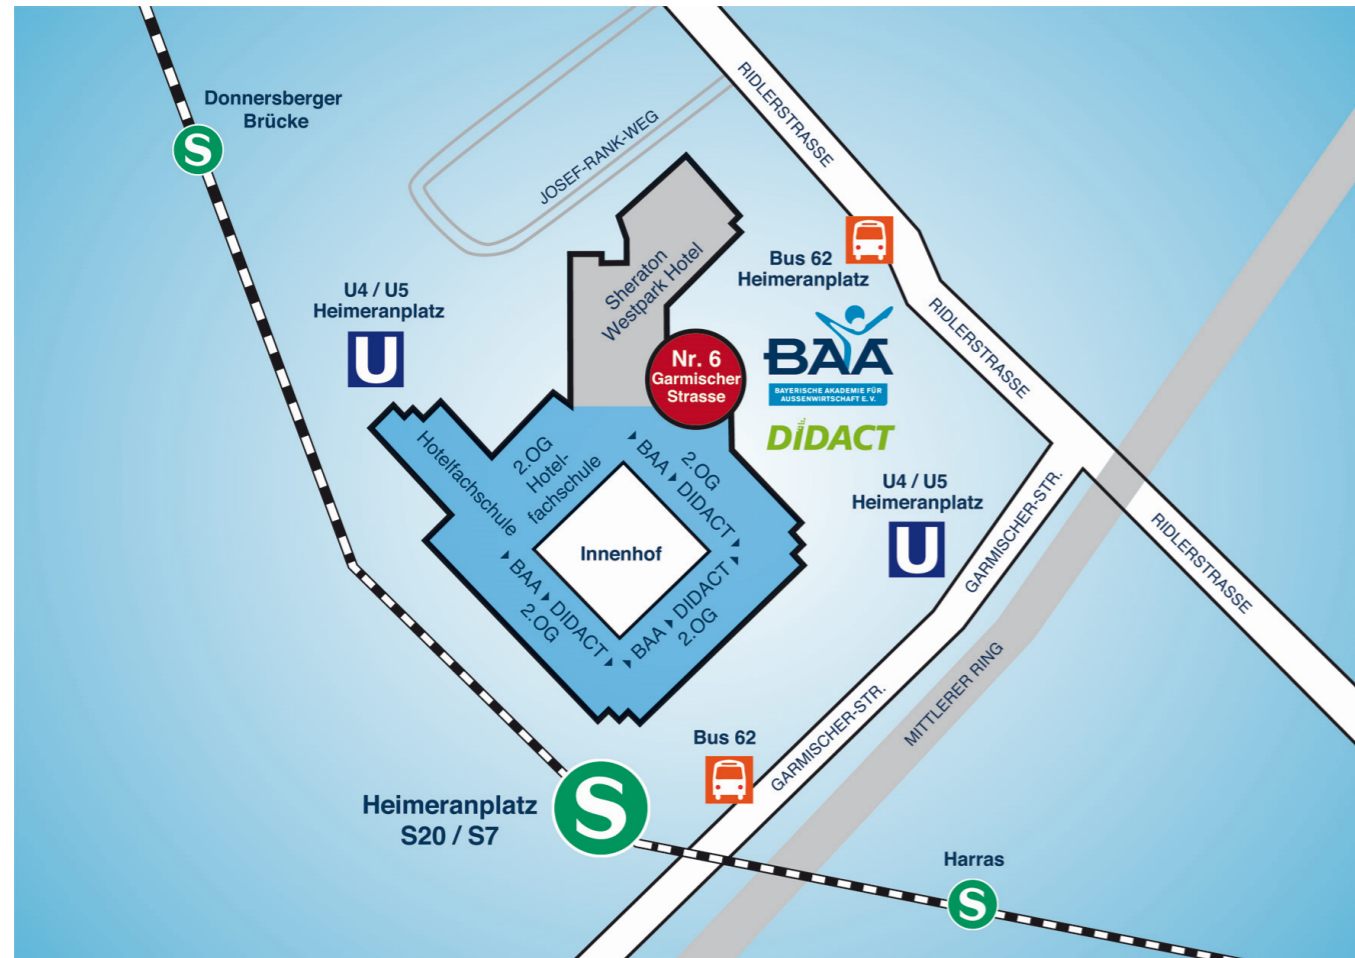 Donnersberger
Brücke
S
JOSEF-RANK-WEG
RIDLERSTRASSE
Bus 62
Heimeranplatz
Sheraton
Westpark Hotel
U4 / U5
Heimeranplatz
U
RIDLERSTRASSE
Nr. 6
Garmischer
Strasse
BAA
BAYERISCHE AKADEMIE FÜR
AUSSENWIRTSCHAFT E. V.
DIDACT
Hotelfachschule
2.OG
Hotel-
fachschule
2.OG
BAA DIDACT
U4 / U5
Heimeranplatz
U
GARMISCHER-STR.
RIDLERSTRASSE
Innenhof
BAA DIDACT
2.OG
BAA DIDACT
2.OG
MITTLERER RING
GARMISCHER-STR.
Bus 62
Heimeranplatz
S20 / S7
S
Harras
S